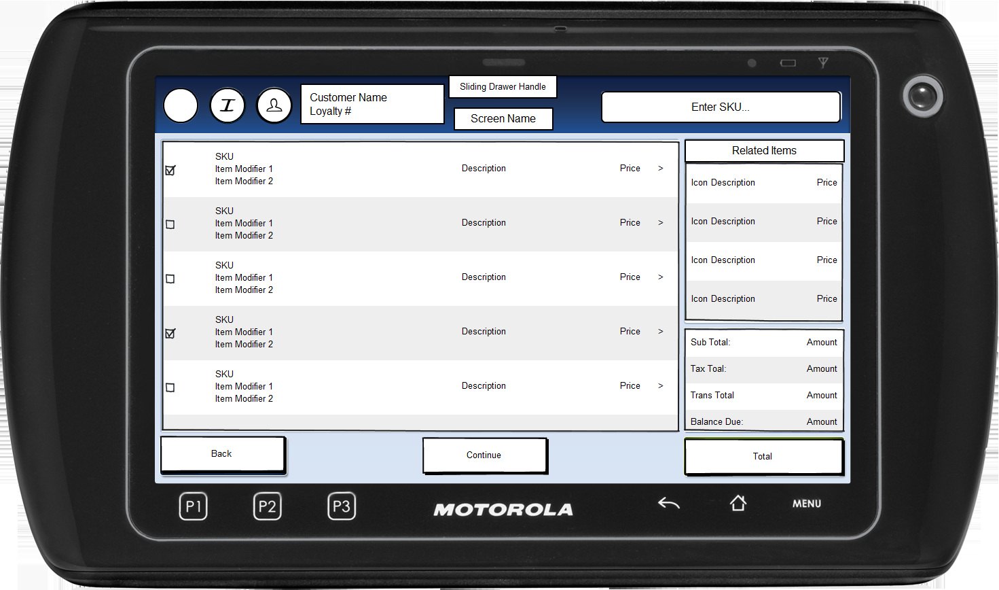 Customer Name
Loyalty #
Sliding Drawer Handle
Screen Name
Enter SKU...
I
SKU
Item Modifier 1
Item Modifier 2
Description
Price
>
SKU
Item Modifier 1
Item Modifier 2
Description
Price
>
SKU
Item Modifier 1
Item Modifier 2
Description
Price
>
SKU
Item Modifier 1
Item Modifier 2
Description
Price
>
SKU
Item Modifier 1
Item Modifier 2
Description
Price
>
Related Items
Icon Description Price
Icon Description Price
Icon Description Price
Icon Description Price
Sub Total: Amount
Tax Toal: Amount
Trans Total Amount
Balance Due: Amount
Back
Continue
Total
P1
P2
P3
MOTOROLA
MENU